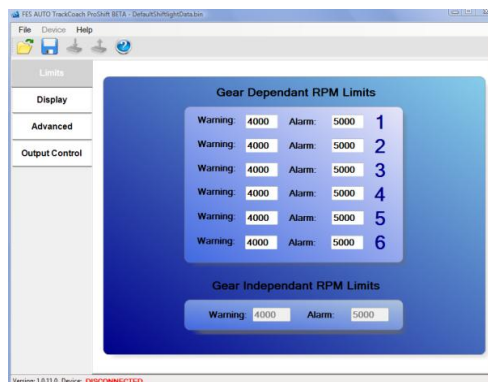 FES AUTO TrackCoach ProShift BETA - DefaultShiftlightData.bin
File Device Help
Limits
Display
Advanced
Output Control
Gear Dependant RPM Limits
Warning: 4000 Alarm: 5000 1
Warning: 4000 Alarm: 5000 2
Warning: 4000 Alarm: 5000 3
Warning: 4000 Alarm: 5000 4
Warning: 4000 Alarm: 5000 5
Warning: 4000 Alarm: 5000 6
Gear Independant RPM Limits
Warning: 4000 Alarm: 5000
Version: 1.0.11.0 Device: DISCONNECTED